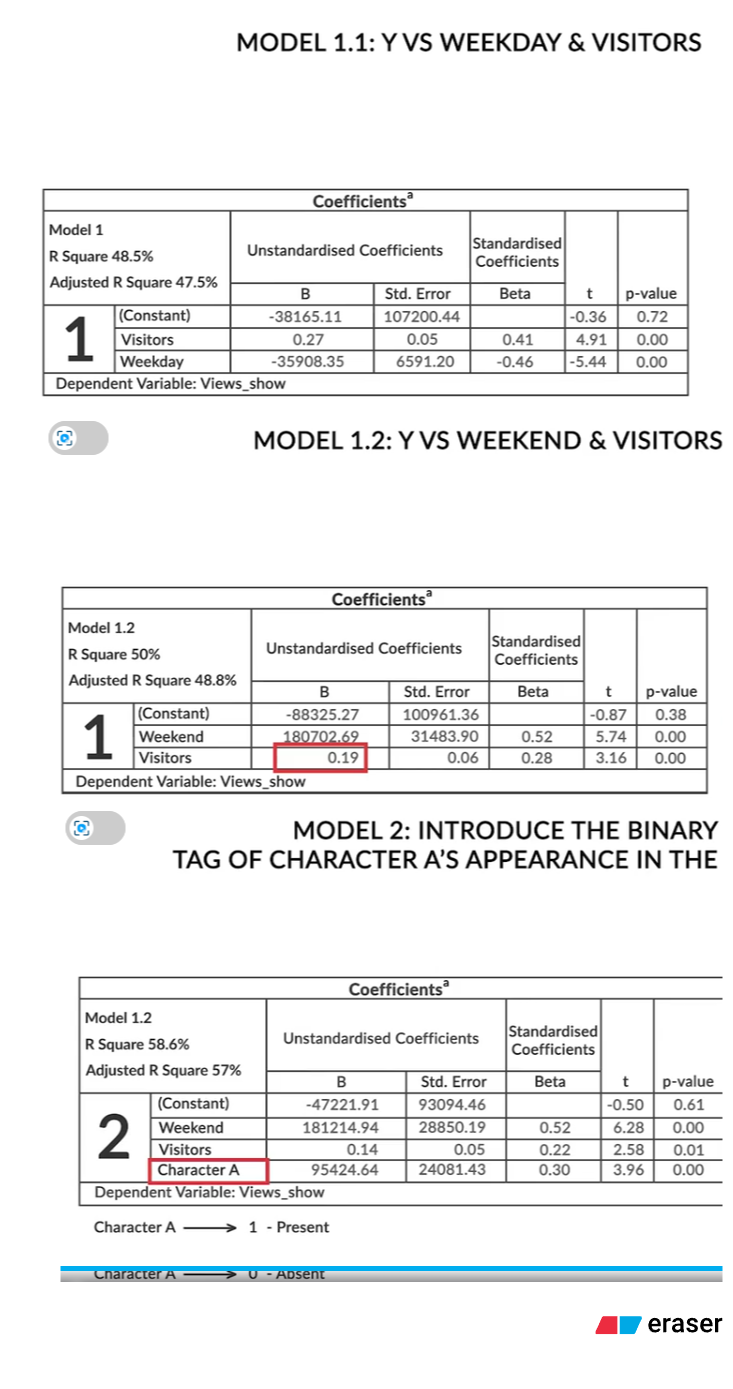 MODEL 1.1: Y VS WEEKDAY & VISITORS
Coefficientsª
Model 1
R Square 48.5%
Adjusted R Square 47.5%
Unstandardised Coefficients
Standardised Coefficients
B Std. Error Beta t p-value
1
(Constant) -38165.11 107200.44 -0.36 0.72
Visitors 0.27 0.05 0.41 4.91 0.00
Weekday -35908.35 6591.20 -0.46 -5.44 0.00
Dependent Variable: Views_show
MODEL 1.2: Y VS WEEKEND & VISITORS
Coefficientsª
Model 1.2
R Square 50%
Adjusted R Square 48.8%
Unstandardised Coefficients
Standardised Coefficients
B Std. Error Beta t p-value
1
(Constant) -88325.27 100961.36 -0.87 0.38
Weekend 180702.69 31483.90 0.52 5.74 0.00
Visitors 0.19 0.06 0.28 3.16 0.00
Dependent Variable: Views_show
MODEL 2: INTRODUCE THE BINARY
TAG OF CHARACTER A’S APPEARANCE IN THE
Coefficientsª
Model 1.2
R Square 58.6%
Adjusted R Square 57%
Unstandardised Coefficients
Standardised Coefficients
B Std. Error Beta t p-value
2
(Constant) -47221.91 93094.46 -0.50 0.61
Weekend 181214.94 28850.19 0.52 6.28 0.00
Visitors 0.14 0.05 0.22 2.58 0.01
Character A 95424.64 24081.43 0.30 3.96 0.00
Dependent Variable: Views_show
Character A → 1 - Present
Character A → 0 - Absent
eraser